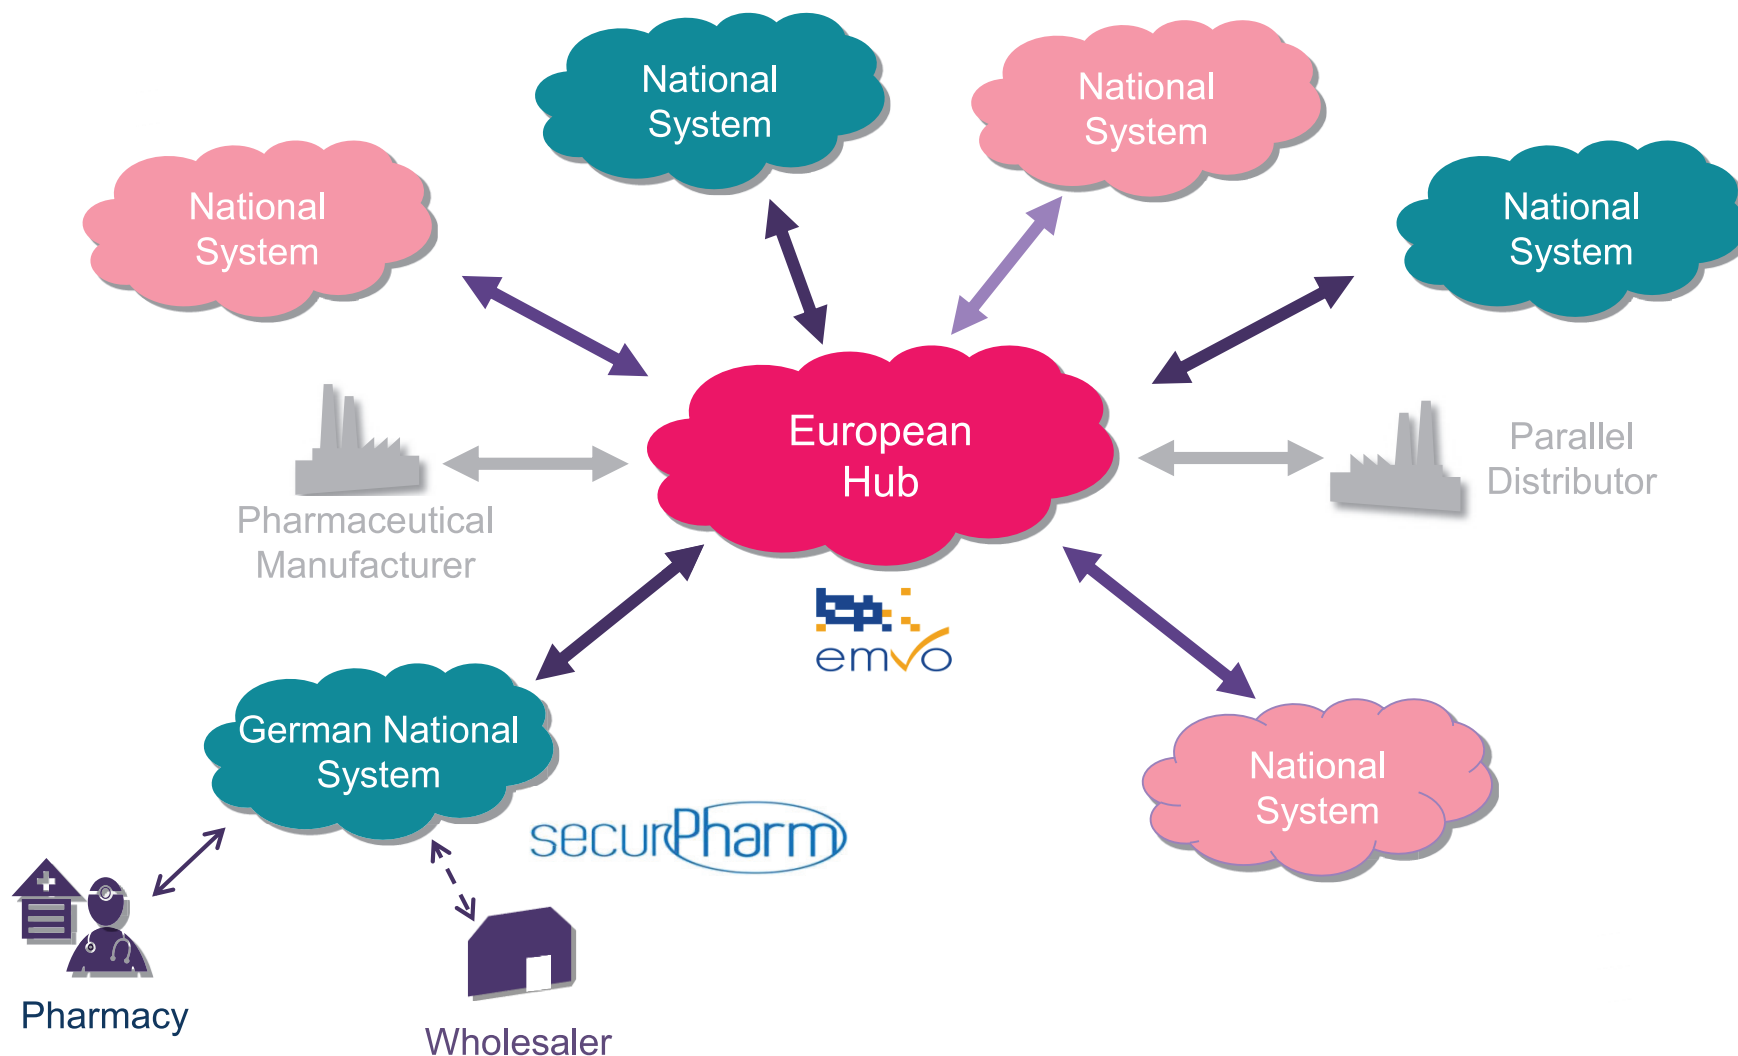 National
System
National
System
National
System
National
System
European
Hub
Parallel
Distributor
Pharmaceutical
Manufacturer
emvo
German National
System
National
System
securPharm
Pharmacy
Wholesaler